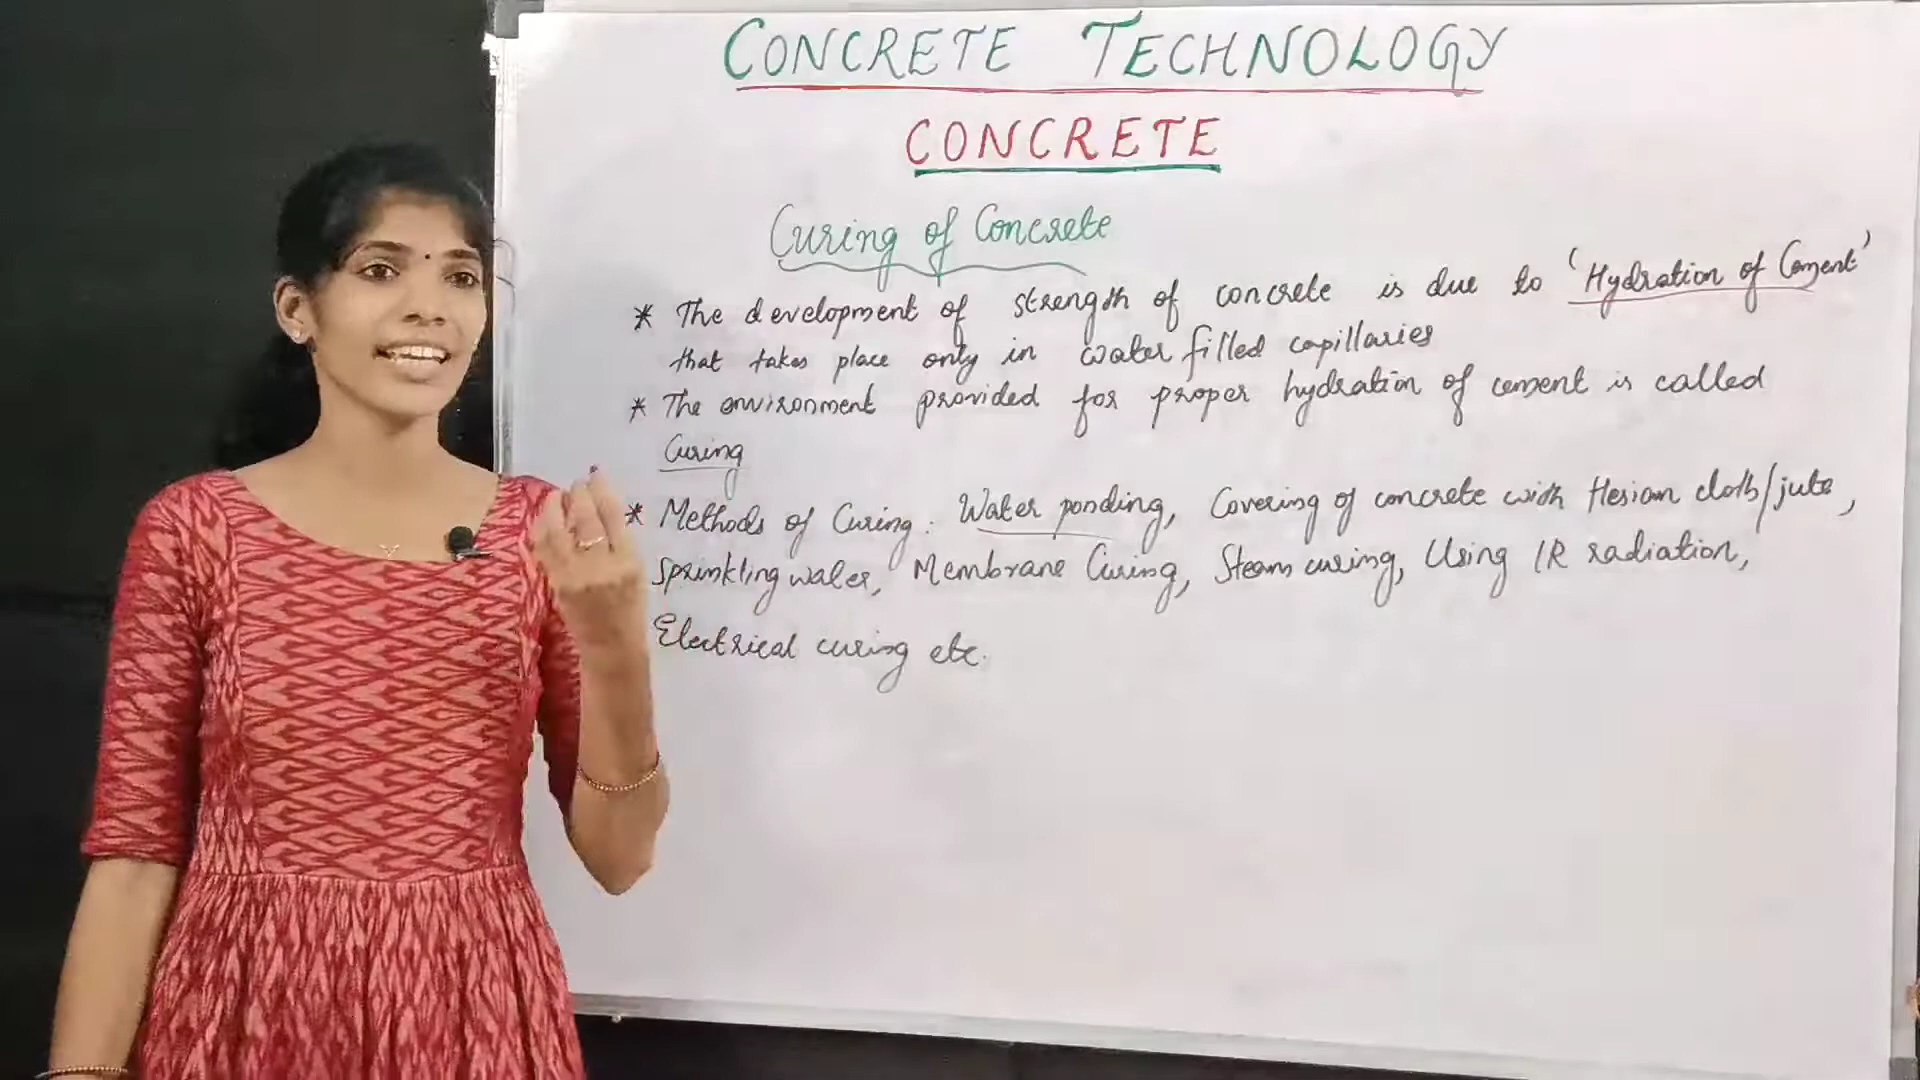 CONCRETE TECHNOLOGY
CONCRETE
Curing of Concrete
* The development of strength of concrete is due to 'Hydration of Cement'
that takes place only in water filled capillaries
* The environment provided for proper hydration of cement is called
Curing
* Methods of Curing: Water ponding, Covering of concrete with Hesian cloth/jute,
Sprinkling water, Membrane Curing, Steam curing, Using IR radiation,
Electrical curing etc.